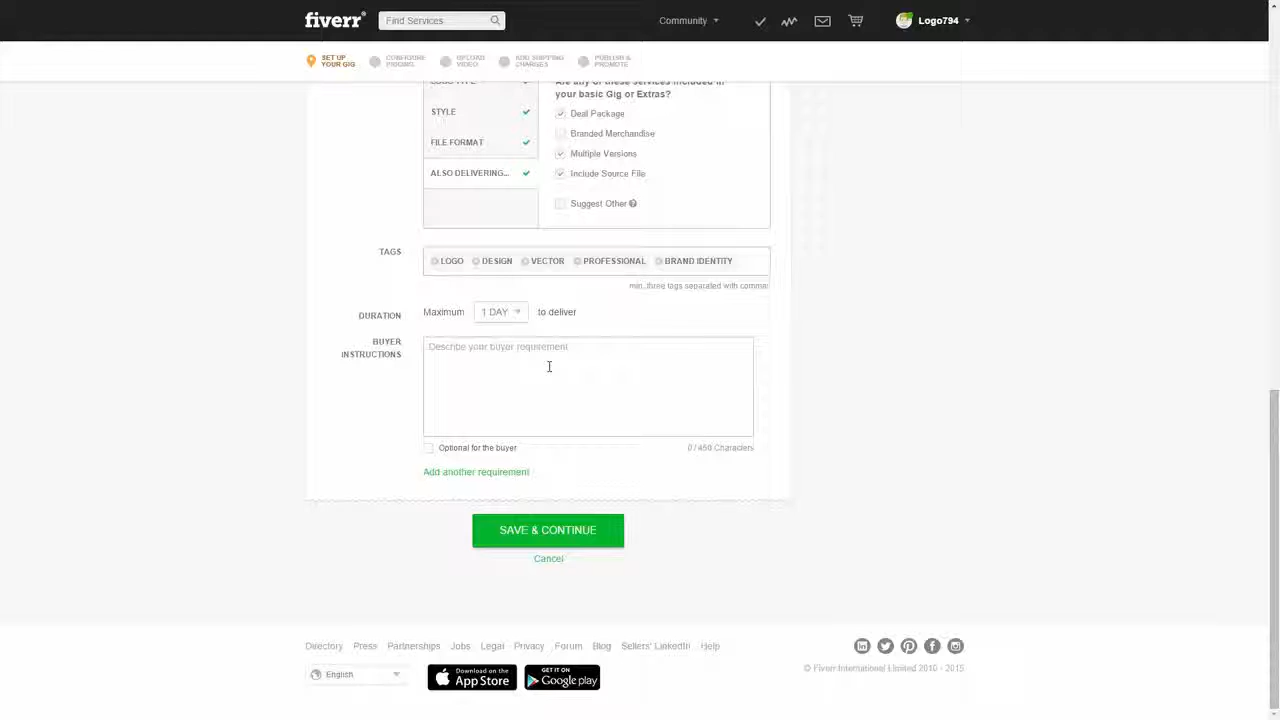 fiverr®
Find Services
Community
Logo794
SET UP
YOUR GIG
CONFIGURE
PRICING
UPLOAD
VIDEO
ADD SHIPPING
CHARGES
PUBLISH &
PROMOTE
LOGO TYPE
Are any of these services included in
your basic Gig or Extras?
STYLE
Deal Package
Branded Merchandise
FILE FORMAT
Multiple Versions
ALSO DELIVERING...
Include Source File
Suggest Other
TAGS
LOGO DESIGN VECTOR PROFESSIONAL BRAND IDENTITY
min. three tags separated with comma
DURATION
Maximum 1 DAY to deliver
BUYER
INSTRUCTIONS
Describe your buyer requirement
Optional for the buyer
0 / 450 Characters
Add another requirement
SAVE & CONTINUE
Cancel
Directory Press Partnerships Jobs Legal Privacy Forum Blog Sellers' LinkedIn Help
English
Download on the
App Store
GET IT ON
Google play
© Fiverr International Limited 2010 - 2015